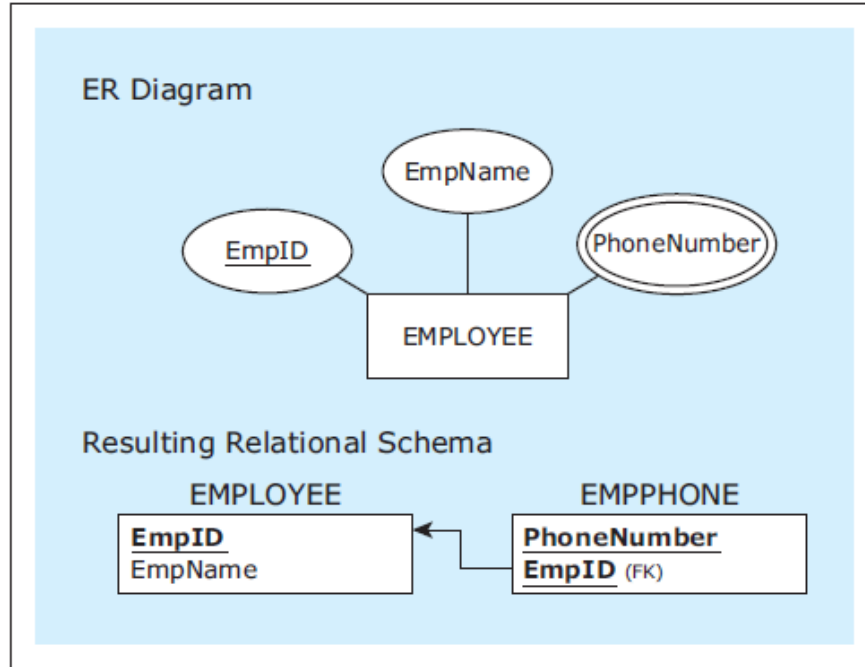 ER Diagram
EmpName
EmpID
PhoneNumber
EMPLOYEE
Resulting Relational Schema
EMPLOYEE
EmpID
EmpName
EMPPHONE
PhoneNumber
EmpID (FK)